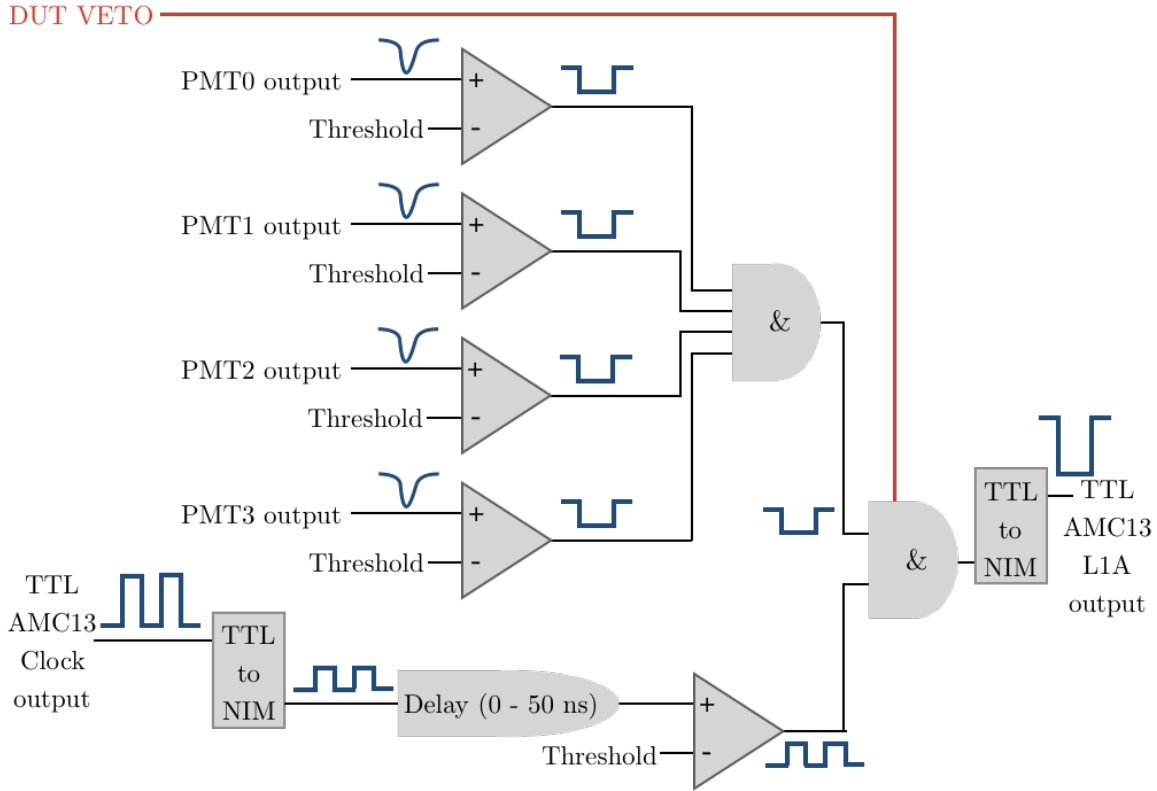 DUT VETO
PMT0 output
+
Threshold
-
PMT1 output
+
Threshold
-
&
PMT2 output
+
Threshold
-
PMT3 output
+
Threshold
-
&
TTL
to
NIM
TTL
AMC13
L1A
output
TTL
AMC13
Clock
output
TTL
to
NIM
Delay (0 - 50 ns)
+
Threshold
-